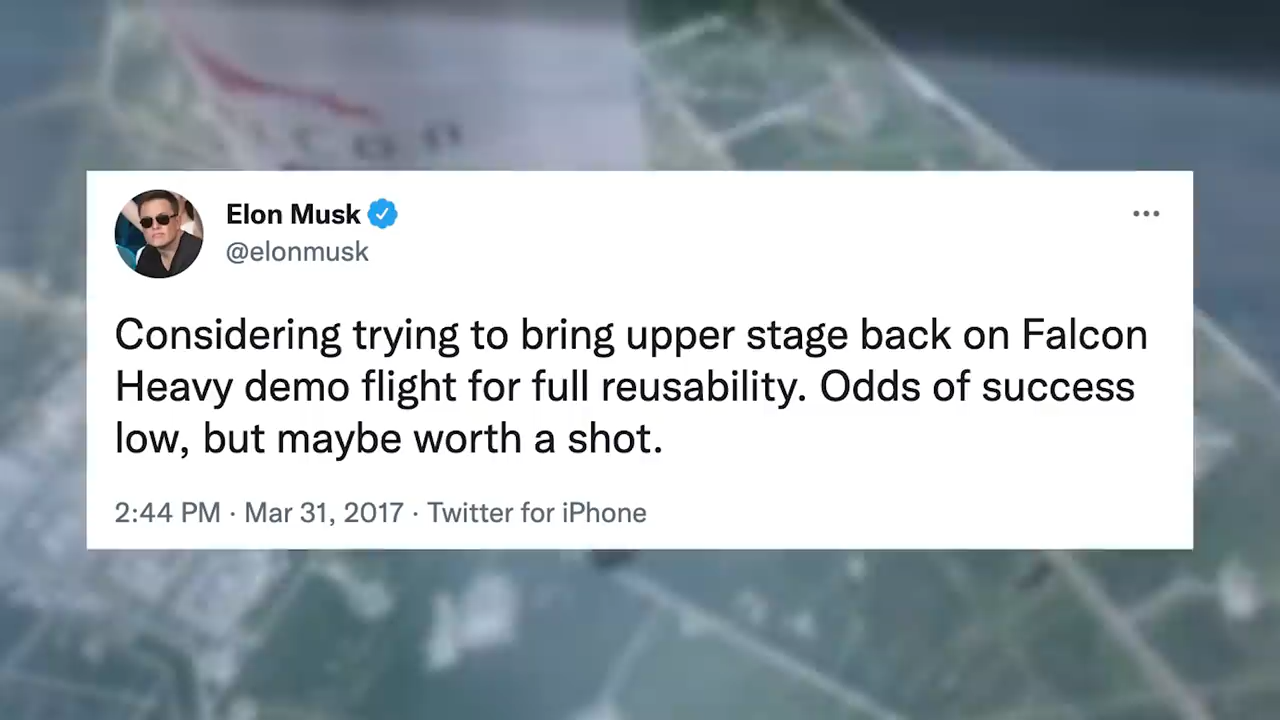 Elon Musk
@elonmusk
Considering trying to bring upper stage back on Falcon
Heavy demo flight for full reusability. Odds of success
low, but maybe worth a shot.
2:44 PM · Mar 31, 2017 · Twitter for iPhone